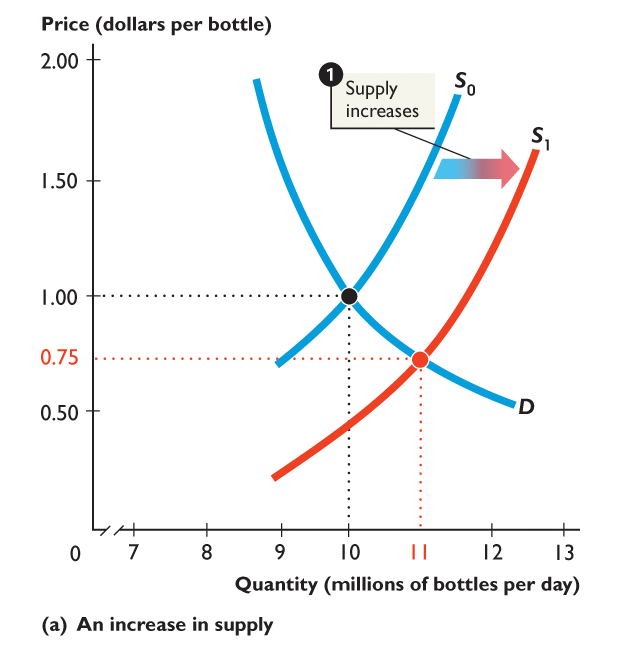 Price (dollars per bottle)
2.00
1
Supply
increases
S0
S1
1.50
1.00
0.75
0.50
D
0
7
8
9
10
11
12
13
Quantity (millions of bottles per day)
(a) An increase in supply